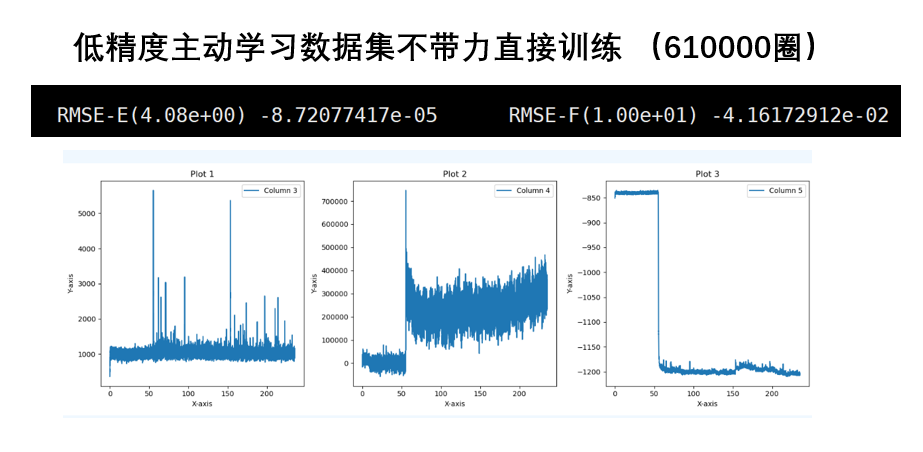 低精度主动学习数据集不带力直接训练 （610000圈）
RMSE-E(4.08e+00) -8.72077417e-05 RMSE-F(1.00e+01) -4.16172912e-02
Plot 1
Column 3
Y-axis
5000
4000
3000
2000
1000
0 50 100 150 200
X-axis
Plot 2
Column 4
Y-axis
700000
600000
500000
400000
300000
200000
100000
0
0 50 100 150 200
X-axis
Plot 3
Column 5
Y-axis
−850
−900
−950
−1000
−1050
−1100
−1150
−1200
0 50 100 150 200
X-axis